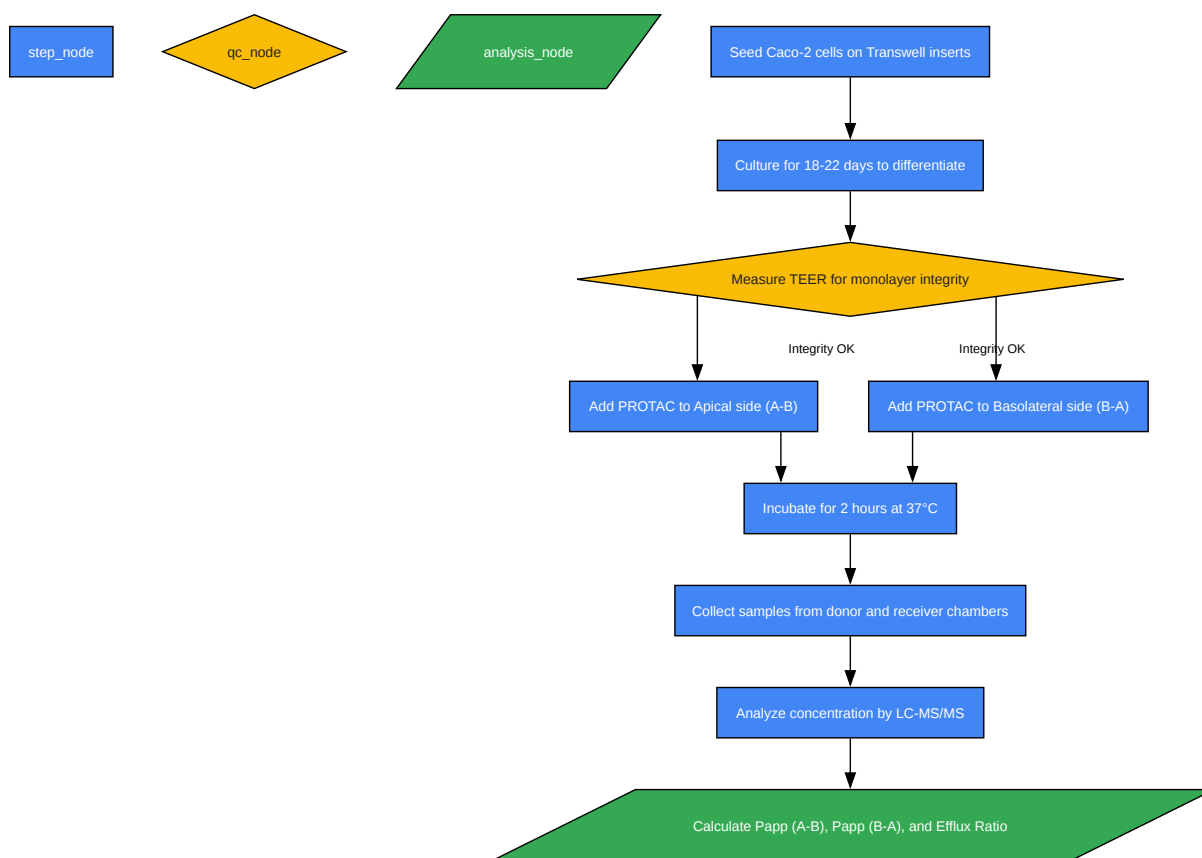 step_node
qc_node
analysis_node
Seed Caco-2 cells on Transwell inserts
Culture for 18-22 days to differentiate
Measure TEER for monolayer integrity
Integrity OK
Integrity OK
Add PROTAC to Apical side (A-B)
Add PROTAC to Basolateral side (B-A)
Incubate for 2 hours at 37°C
Collect samples from donor and receiver chambers
Analyze concentration by LC-MS/MS
Calculate Papp (A-B), Papp (B-A), and Efflux Ratio